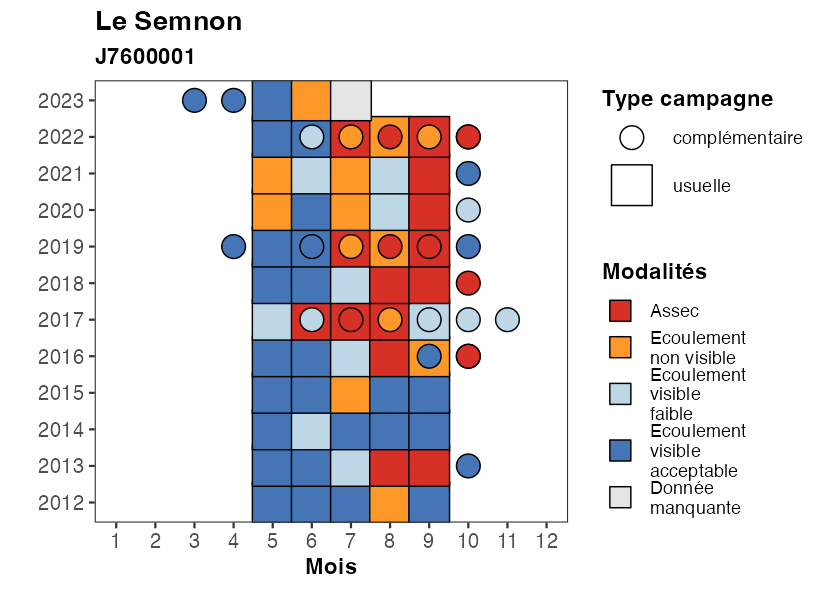 Le Semnon
J7600001
2023
2022
2021
2020
2019
2018
2017
2016
2015
2014
2013
2012
1 2 3 4 5 6 7 8 9 10 11 12
Mois
Type campagne
complémentaire
usuelle
Modalités
Assec
Ecoulement
non visible
Ecoulement
visible
faible
Ecoulement
visible
acceptable
Donnée
manquante